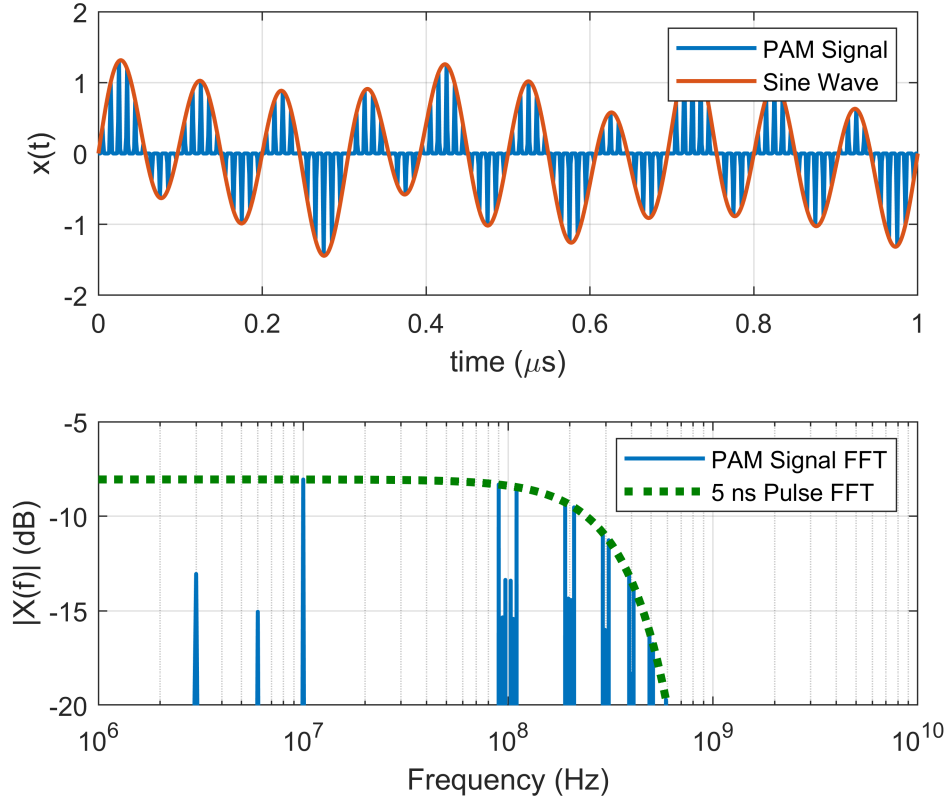 2
1
0
-1
-2
x(t)
PAM Signal
Sine Wave
0 0.2 0.4 0.6 0.8 1
time (μs)
-5
-10
-15
-20
|X(f)| (dB)
PAM Signal FFT
5 ns Pulse FFT
10^6 10^7 10^8 10^9 10^10
Frequency (Hz)